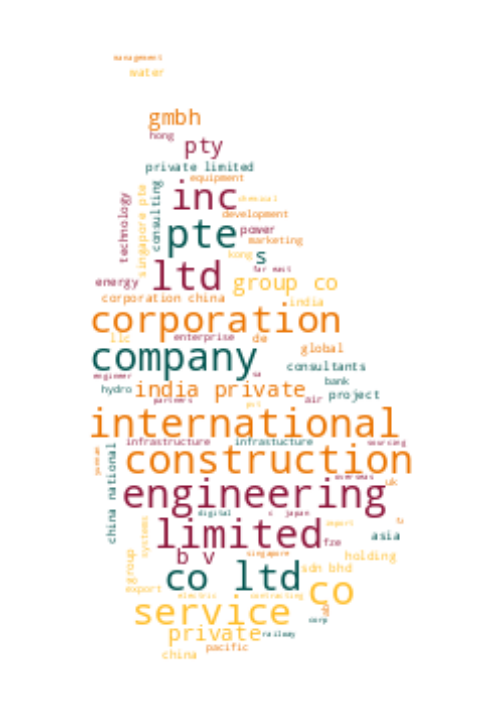 management
water
gmbh
hong
pty
private limited
equipment
technology
singapore pte
consulting
inc
chemical
development
pte
power
marketing
kong
s
far east
ltd
energy
group co
corporation china
india
corporation
llc
enterprise
de
global
company
consultants
engineer
sa
bank
hydro
india private
project
partners
air
international
infrastructure
infrastucture
sourcing
china national
construction
overseas
uk
engineering
digital
c
japan
limited
export
systems
asia
fze
b v
singapore
holding
group
co ltd
sdn bhd
export
electric
contracting
co
service
ab
corp
private
railway
pacific
china